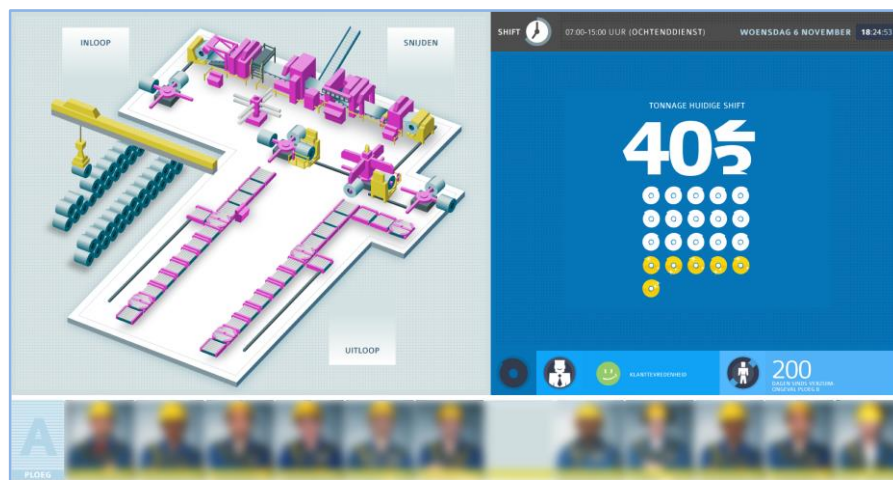 INLOOP
SNIJDEN
UITLOOP
SHIFT
07:00-15:00 UUR (OCHTENDDIENST)
WOENSDAG 6 NOVEMBER
18:24:53
TONNAGE HUIDIGE SHIFT
405
KLANTTEVREDENHEID
200
DAGEN SINDS VERZUIM
ONGEVAL PLOEG B
A
PLOEG